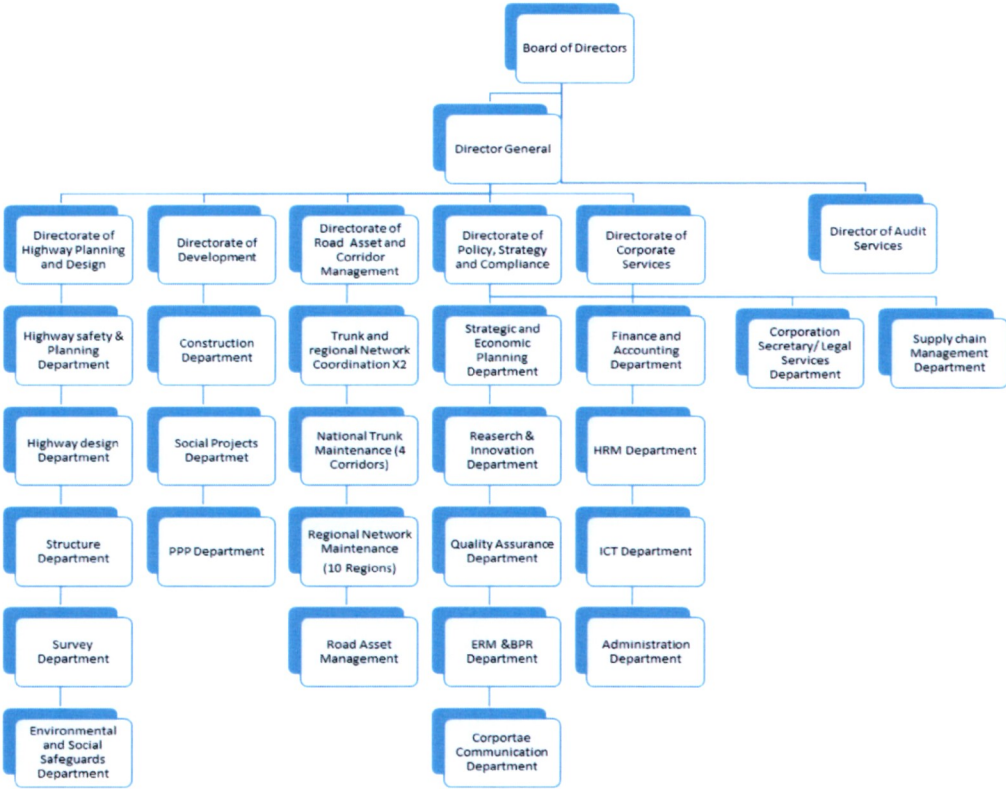 Board of Directors
Director General
Directorate of
Highway Planning
and Design
Directorate of
Development
Directorate of
Road Asset and
Corridor
Management
Directorate of
Policy, Strategy
and Compliance
Directorate of
Corporate
Services
Director of Audit
Services
Highway safety &
Planning
Department
Construction
Department
Trunk and
regional Network
Coordination X2
Strategic and
Economic
Planning
Department
Finance and
Accounting
Department
Corporation
Secretary/ Legal
Services
Department
Supply chain
Management
Department
Highway design
Department
Social Projects
Departmet
National Trunk
Maintenance (4
Corridors)
Reaserch &
Innovation
Department
HRM Department
Structure
Department
PPP Department
Regional Network
Maintenance
(10 Regions)
Quality Assurance
Department
ICT Department
Survey
Department
Road Asset
Management
ERM &BPR
Department
Administration
Department
Environmental
and Social
Safeguards
Department
Corportae
Communication
Department